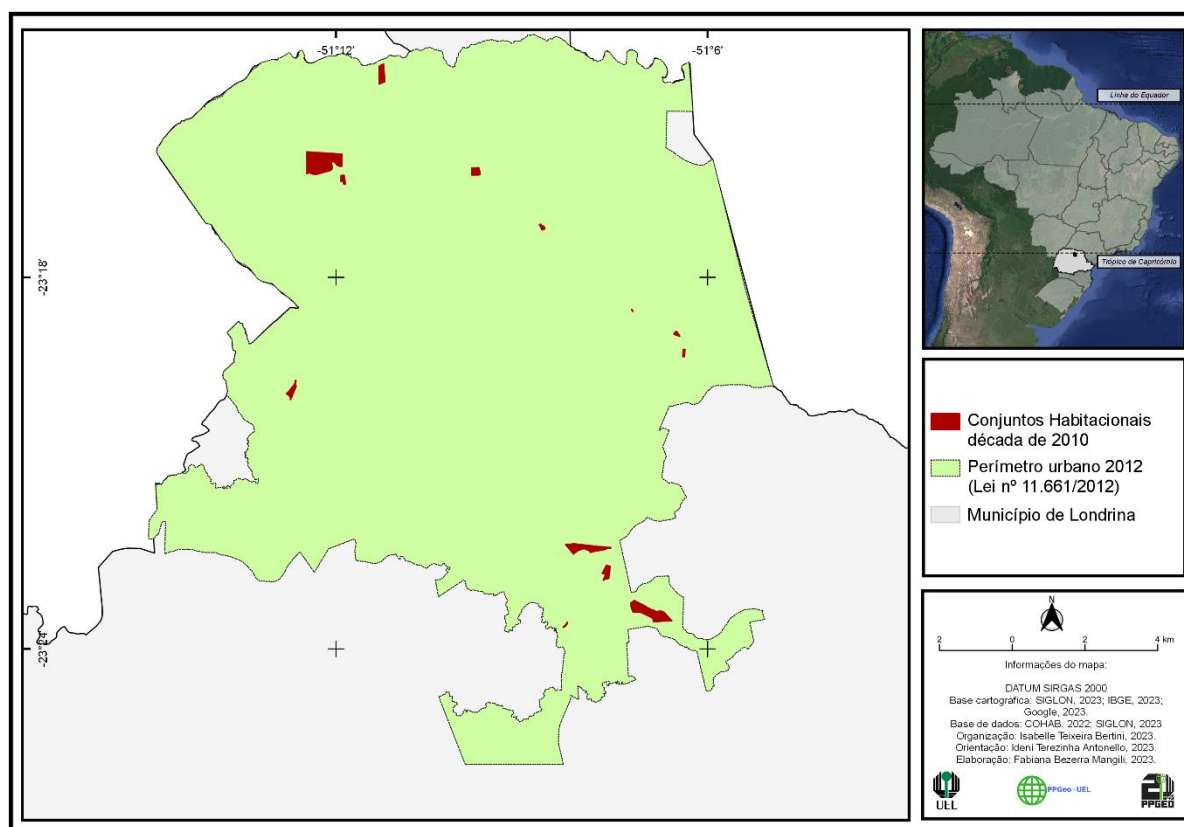 -51°12'
-51°6'
-23°18'
-23°24'
Linha do Equador
Trópico de Capricórnio
Conjuntos Habitacionais
década de 2010
Perímetro urbano 2012
(Lei nº 11.661/2012)
Município de Londrina
N
2 0 2 4 km
Informações do mapa:
DATUM SIRGAS 2000
Base cartográfica: SIGLON, 2023; IBGE, 2023;
Google, 2023.
Base de dados: COHAB, 2022; SIGLON, 2023
Organização: Isabelle Teixeira Bertini, 2023.
Orientação: Ideni Terezinha Antonello, 2023.
Elaboração: Fabiana Bezerra Mangili, 2023.
UEL
PPGeo - UEL
PPGEO